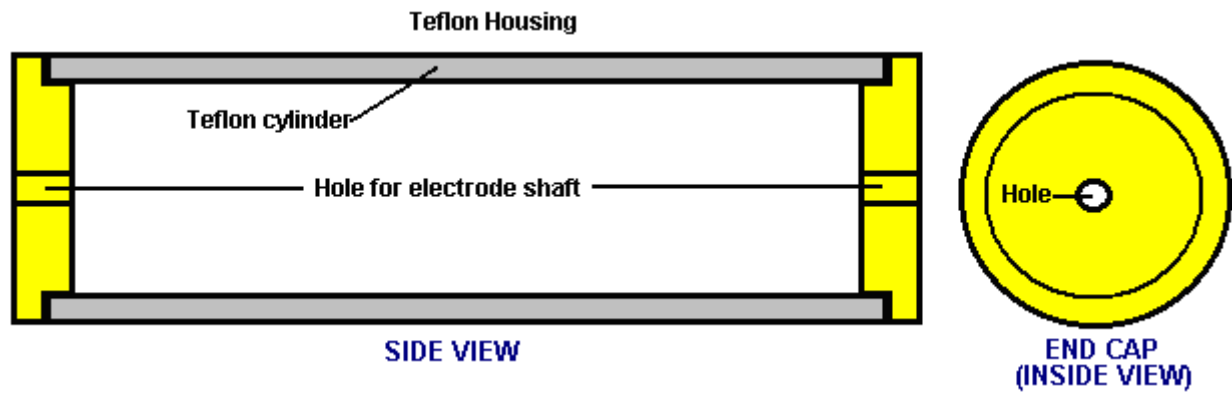 Teflon Housing
Teflon cylinder
Hole for electrode shaft
Hole
SIDE VIEW
END CAP
(INSIDE VIEW)